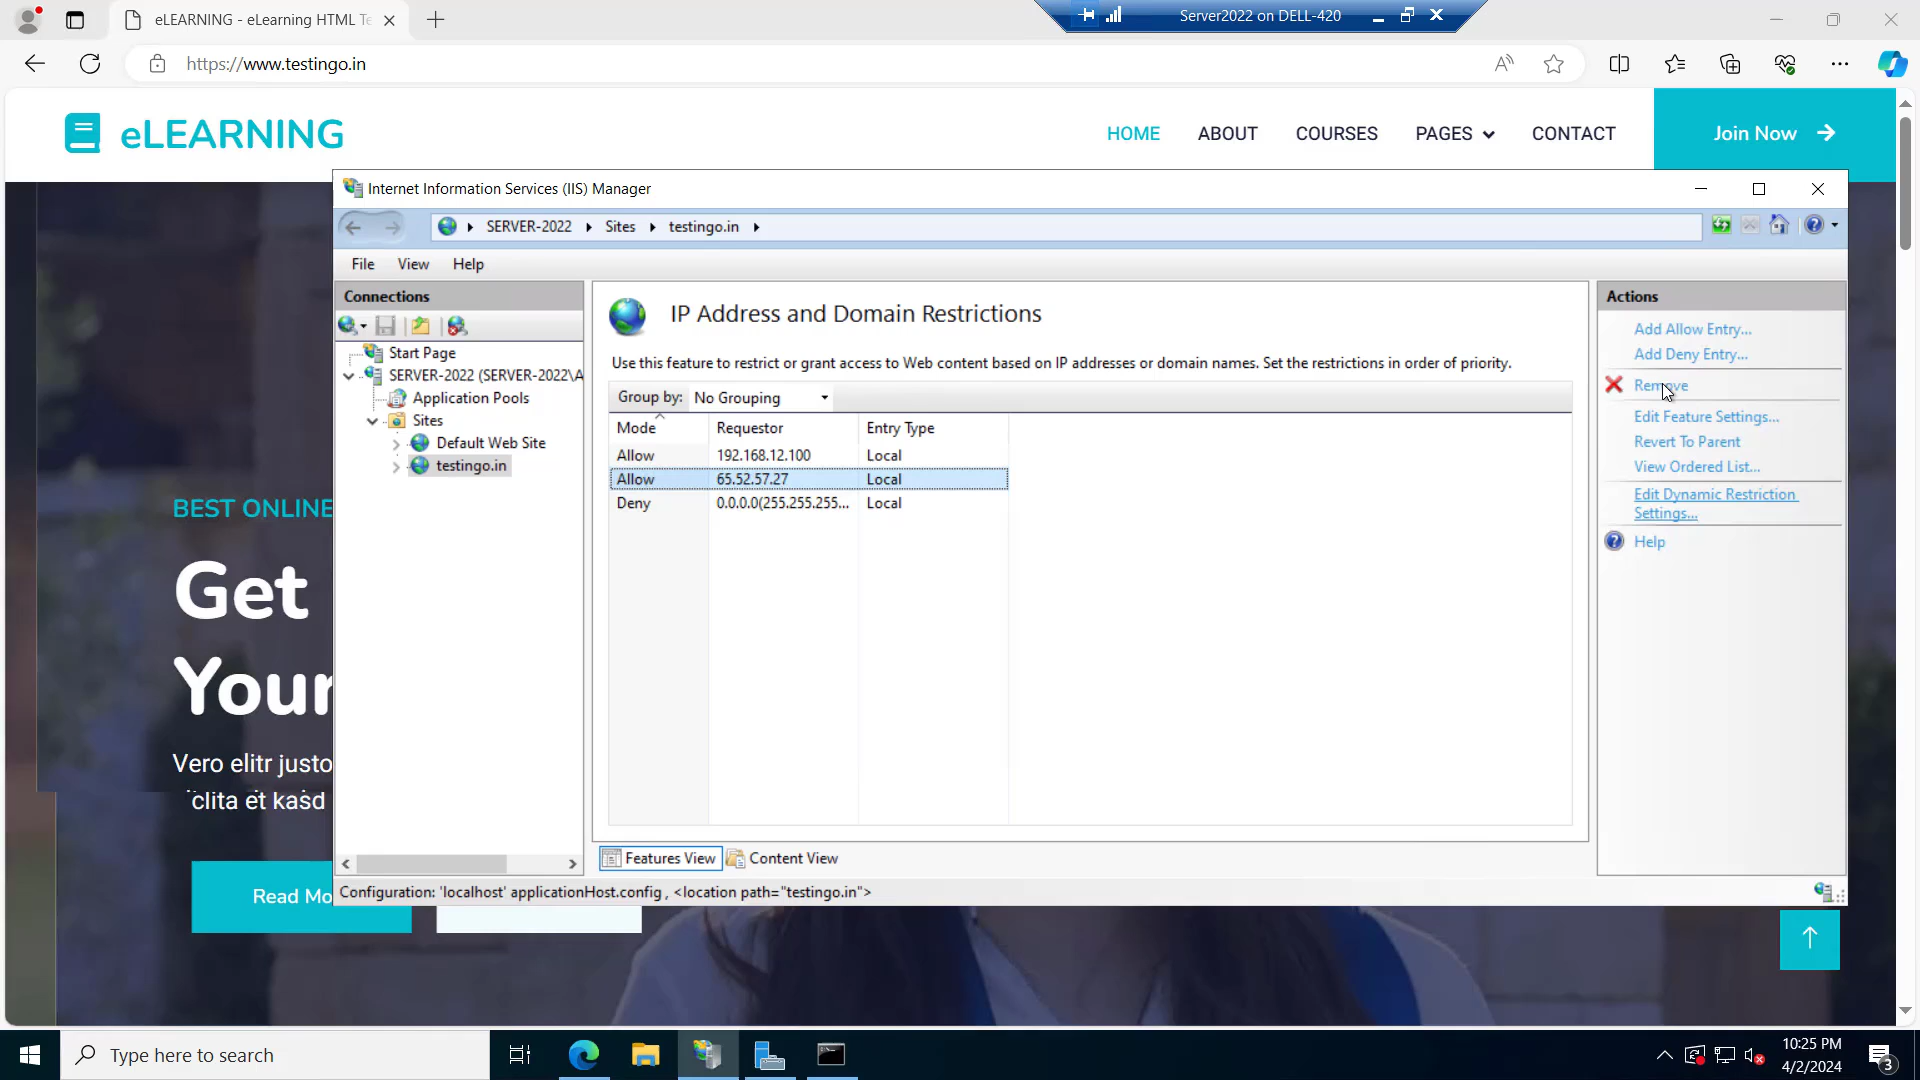 eLEARNING - eLearning HTML Te
Server2022 on DELL-420
https://www.testingo.in
eLEARNING
HOME
ABOUT
COURSES
PAGES
CONTACT
Join Now
Internet Information Services (IIS) Manager
SERVER-2022
Sites
testingo.in
File
View
Help
Connections
Start Page
SERVER-2022 (SERVER-2022\A
Application Pools
Sites
Default Web Site
testingo.in
IP Address and Domain Restrictions
Use this feature to restrict or grant access to Web content based on IP addresses or domain names. Set the restrictions in order of priority.
Group by: No Grouping
Mode Requestor Entry Type
Allow 192.168.12.100 Local
Allow 65.52.57.27 Local
Deny 0.0.0.0(255.255.255... Local
Actions
Add Allow Entry...
Add Deny Entry...
Remove
Edit Feature Settings...
Revert To Parent
View Ordered List...
Edit Dynamic Restriction
Settings...
Help
Features View
Content View
Configuration: 'localhost' applicationHost.config , <location path="testingo.in">
BEST ONLINE
Get
Your
Vero elitr justo
clita et kasd
Read Mo
Type here to search
10:25 PM
4/2/2024
3